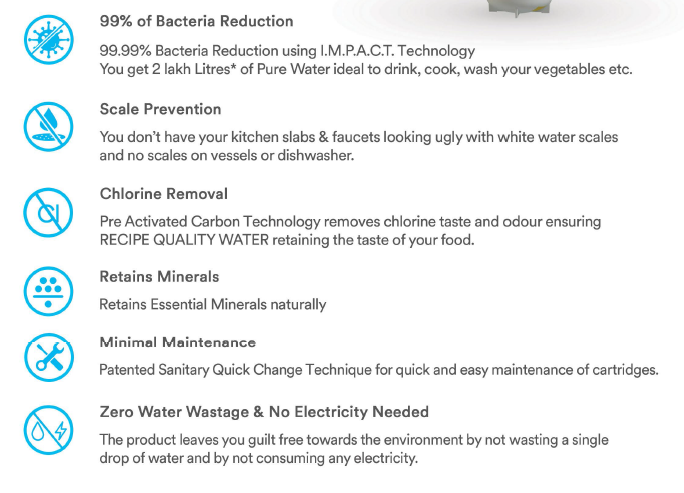 99% of Bacteria Reduction
99.99% Bacteria Reduction using I.M.P.A.C.T. Technology
You get 2 lakh Litres* of Pure Water ideal to drink, cook, wash your vegetables etc.
Scale Prevention
You don't have your kitchen slabs & faucets looking ugly with white water scales
and no scales on vessels or dishwasher.
Cl
Chlorine Removal
Pre Activated Carbon Technology removes chlorine taste and odour ensuring
RECIPE QUALITY WATER retaining the taste of your food.
Retains Minerals
Retains Essential Minerals naturally
Minimal Maintenance
Patented Sanitary Quick Change Technique for quick and easy maintenance of cartridges.
Zero Water Wastage & No Electricity Needed
The product leaves you guilt free towards the environment by not wasting a single
drop of water and by not consuming any electricity.